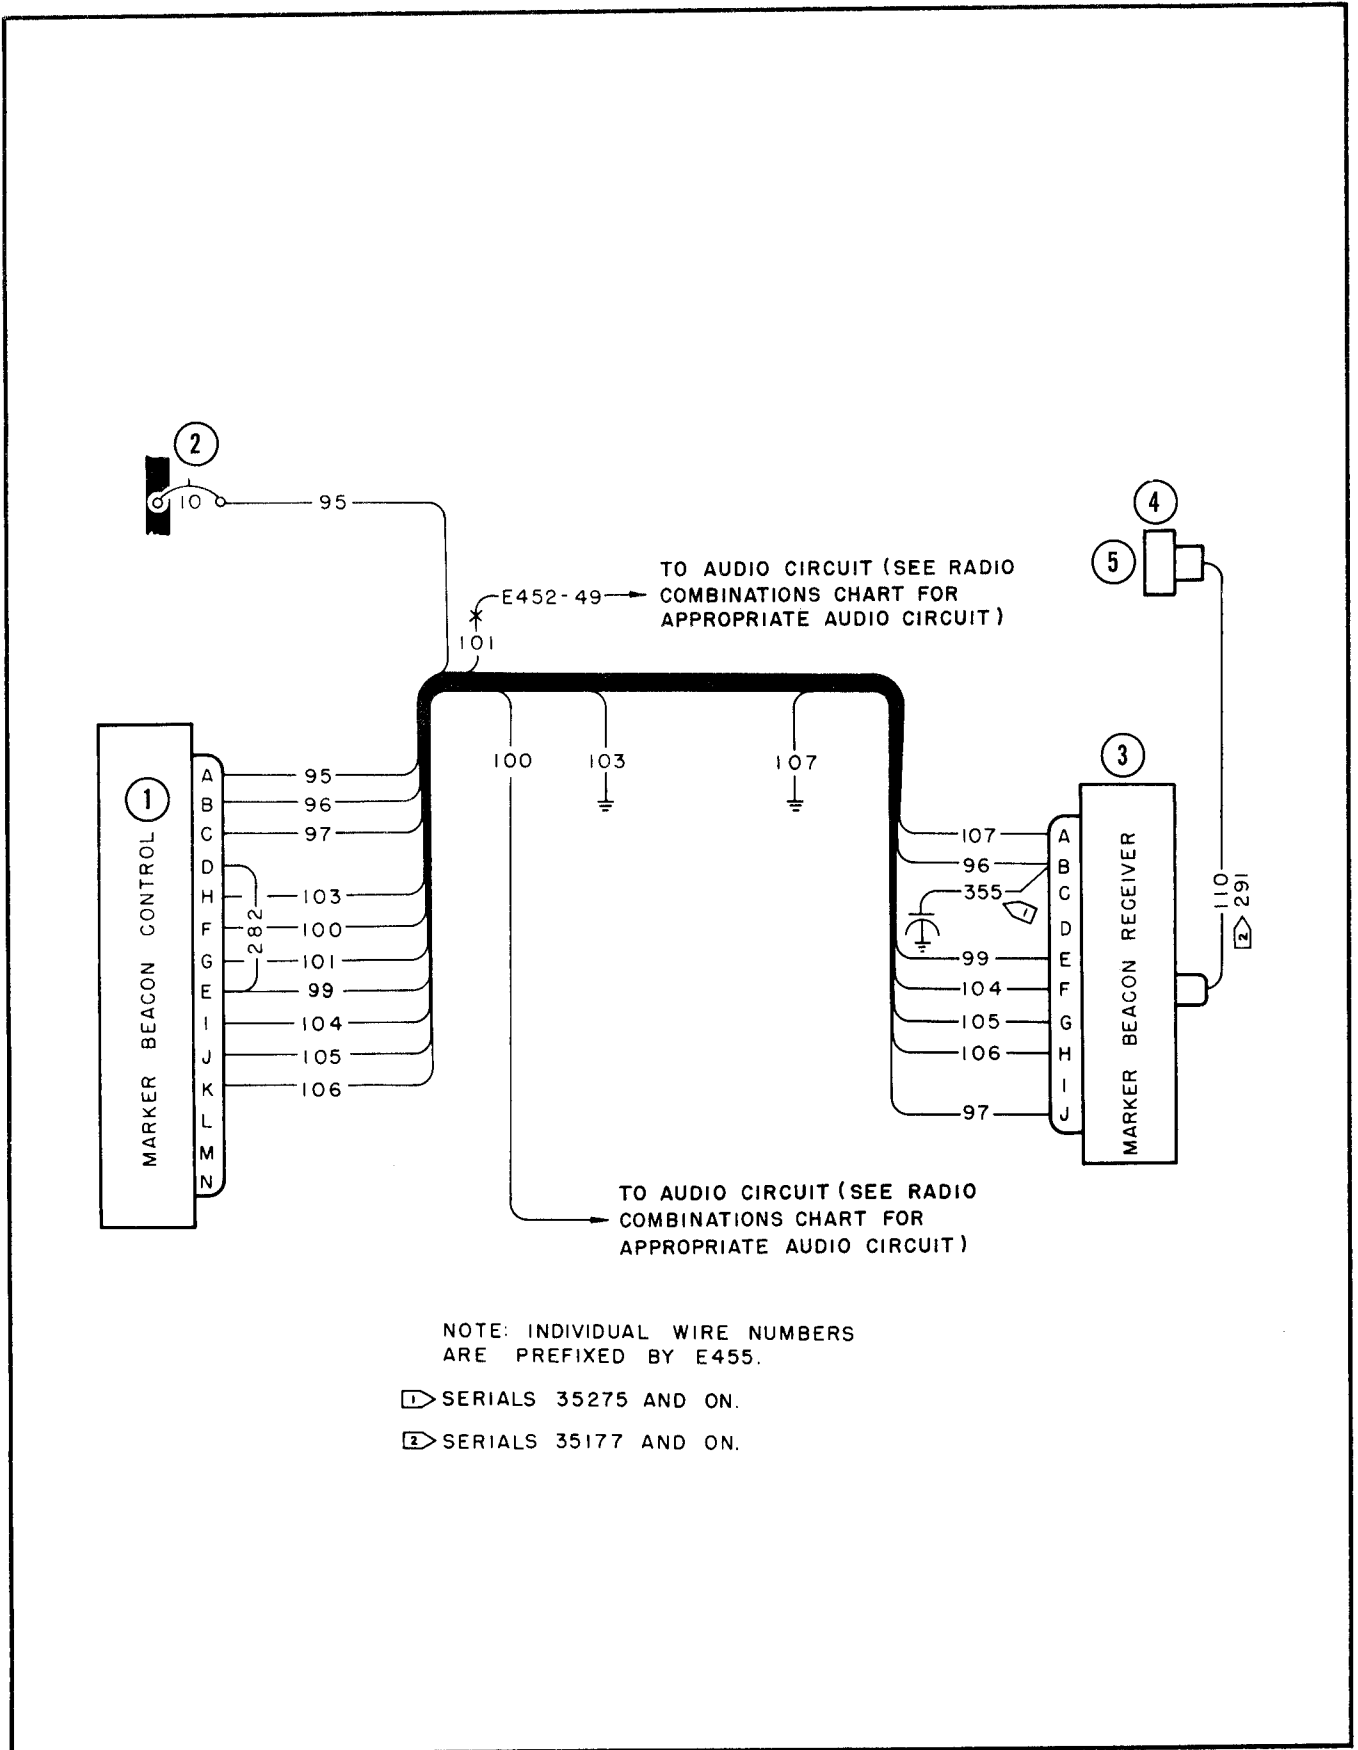 2
10
95
4
5
E452-49
TO AUDIO CIRCUIT (SEE RADIO
COMBINATIONS CHART FOR
APPROPRIATE AUDIO CIRCUIT)
101
100
103
107
1
MARKER BEACON CONTROL
A 95
B 96
C 97
D
H 103
F 100
G 101
E 99
I 104
J 105
K 106
L
M
N
282
3
MARKER BEACON RECEIVER
107 A
96 B
355 1 C
D
99 E
104 F
105 G
106 H
I
97 J
110
2 291
TO AUDIO CIRCUIT (SEE RADIO
COMBINATIONS CHART FOR
APPROPRIATE AUDIO CIRCUIT)
NOTE: INDIVIDUAL WIRE NUMBERS
ARE PREFIXED BY E455.
1 SERIALS 35275 AND ON.
2 SERIALS 35177 AND ON.